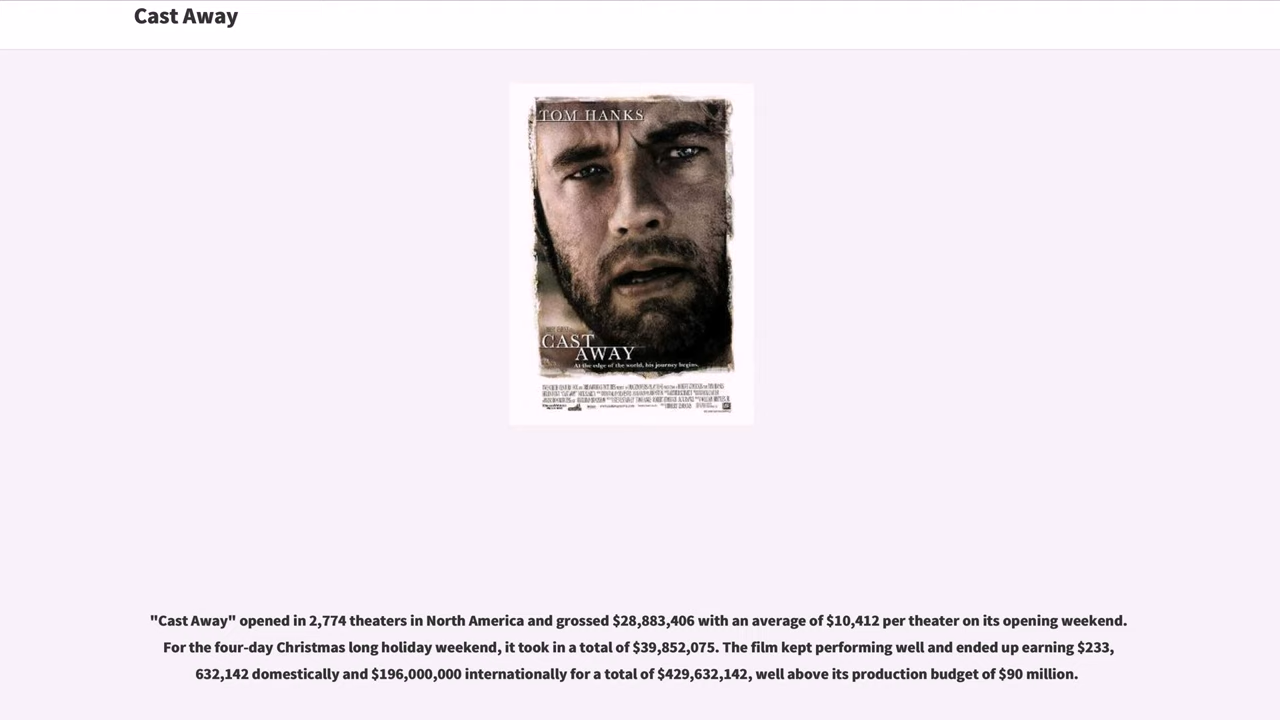 Cast Away
TOM HANKS
CAST
AWAY
At the edge of the world, his journey begins.
"Cast Away" opened in 2,774 theaters in North America and grossed $28,883,406 with an average of $10,412 per theater on its opening weekend.
For the four-day Christmas long holiday weekend, it took in a total of $39,852,075. The film kept performing well and ended up earning $233,
632,142 domestically and $196,000,000 internationally for a total of $429,632,142, well above its production budget of $90 million.